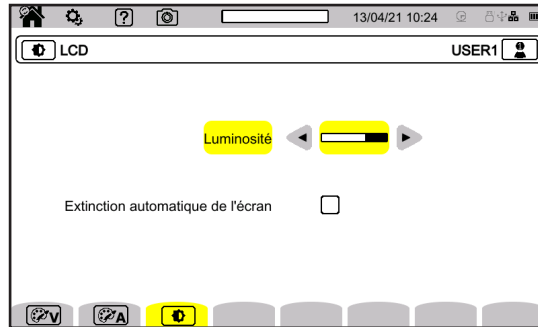 13/04/21 10:24
LCD USER1
Luminosité
Extinction automatique de l'écran
V A